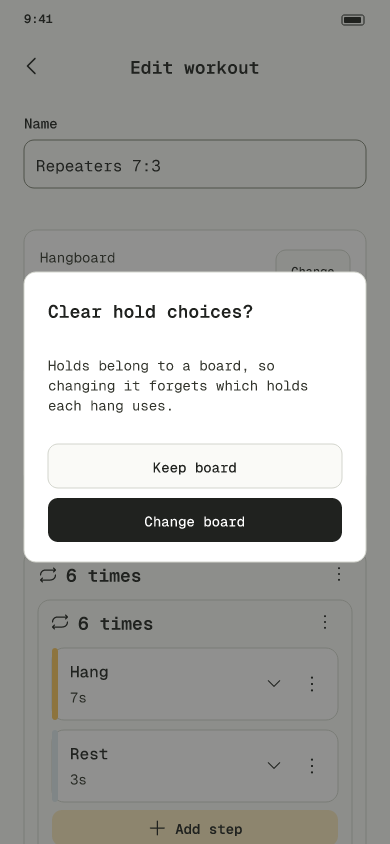 9:41
Edit workout
Name
Repeaters 7:3
Hangboard
Change
Clear hold choices?
Holds belong to a board, so
changing it forgets which holds
each hang uses.
Keep board
Change board
6 times
6 times
Hang
7s
Rest
3s
Add step